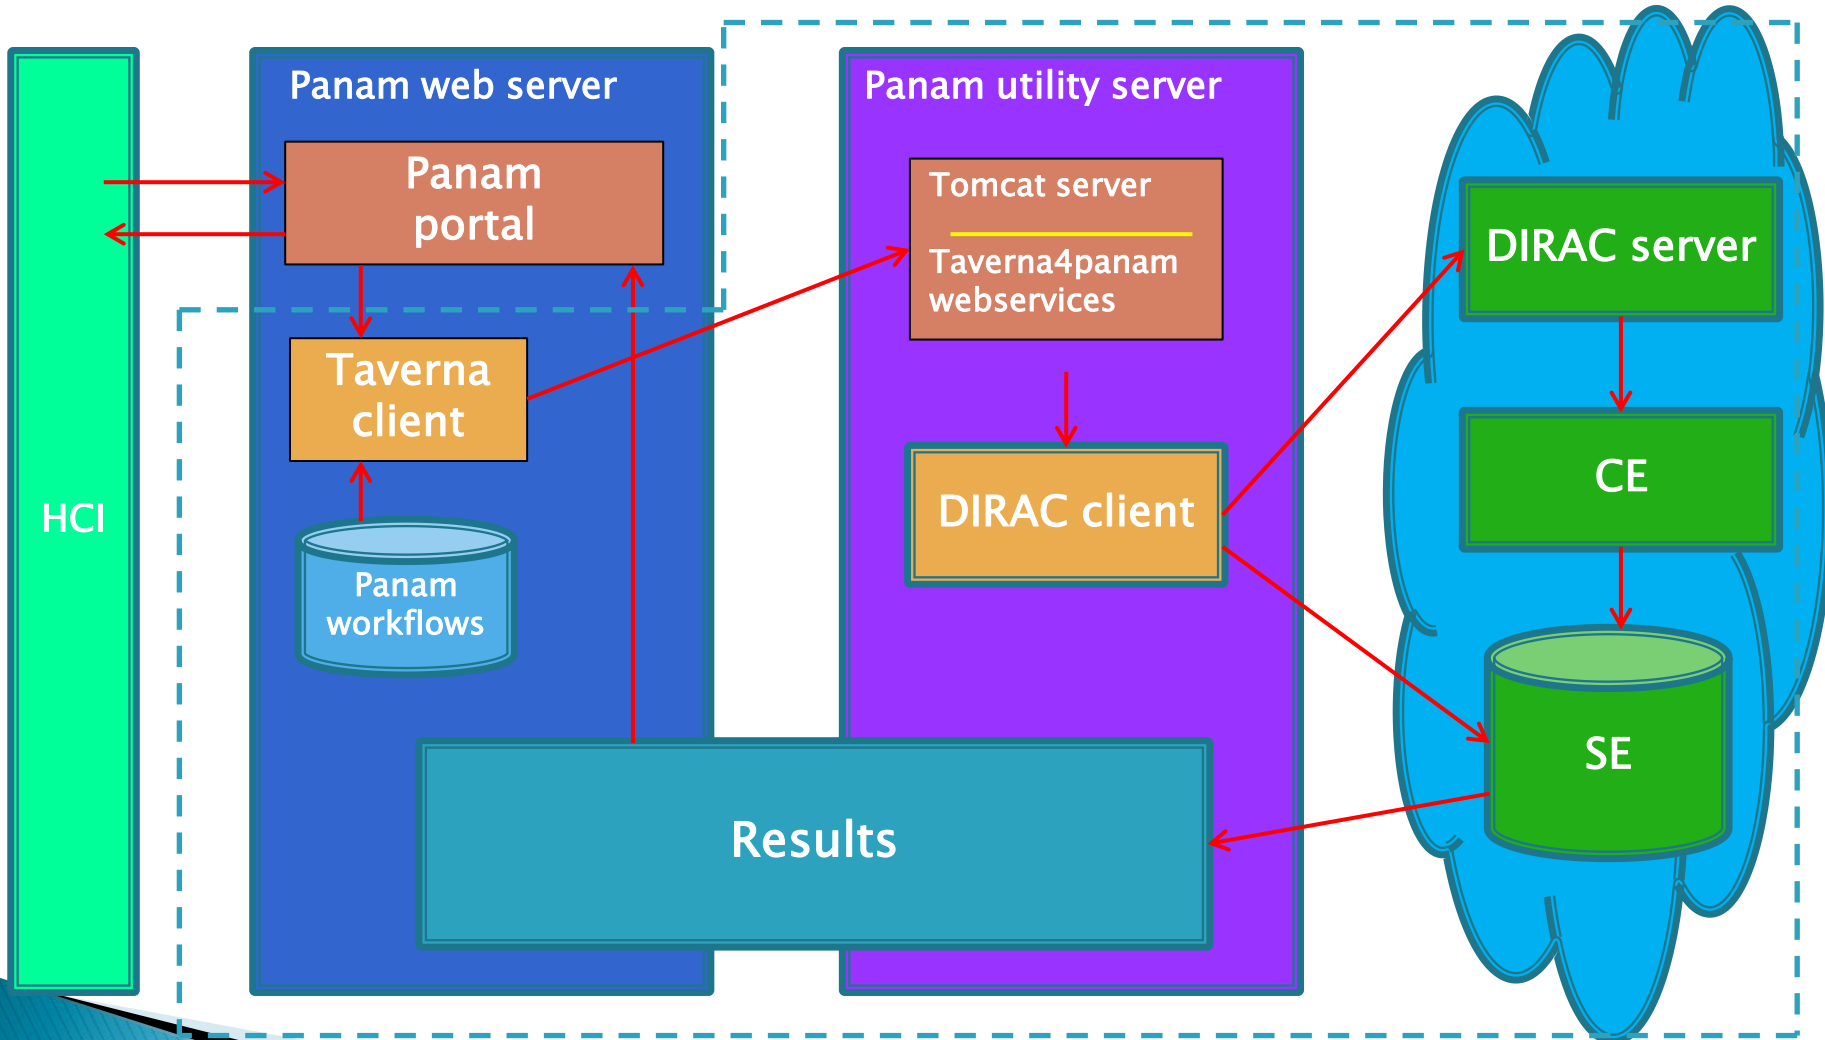 HCI
Panam web server
Panam
portal
Taverna
client
Panam
workflows
Panam utility server
Tomcat server
Taverna4panam
webservices
DIRAC client
Results
DIRAC server
CE
SE